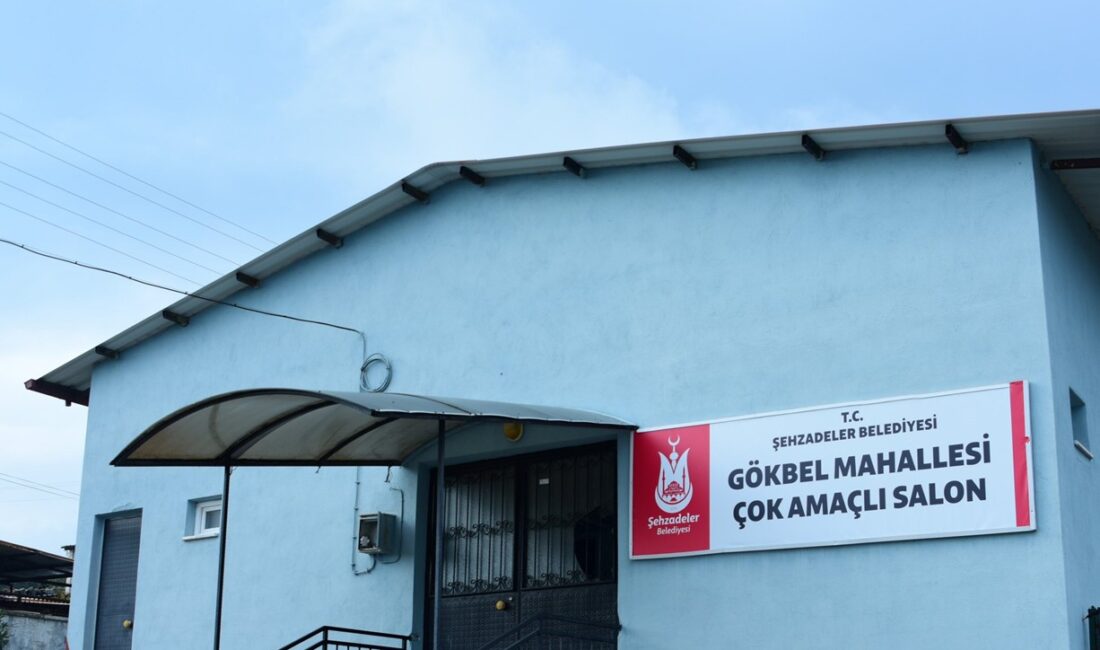 T.C.
ŞEHZADELER BELEDİYESİ
GÖKBEL MAHALLESİ
ÇOK AMAÇLI SALON
Şehzadeler
Belediyesi